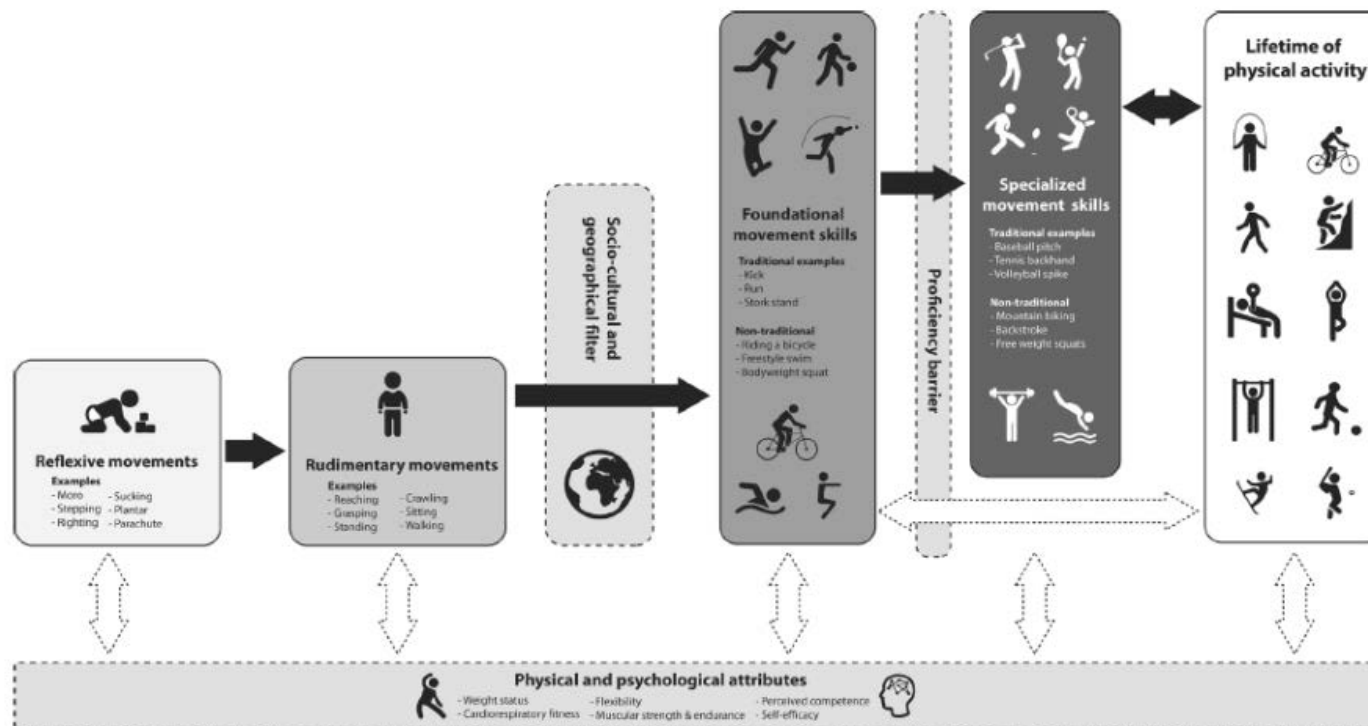 Reflexive movements
Examples
- Moro
- Stepping
- Righting
- Sucking
- Plantar
- Parachute
Rudimentary movements
Examples
- Reaching
- Grasping
- Standing
- Crawling
- Sitting
- Walking
Socio-cultural and
geographical filter
Foundational
movement skills
Traditional examples
- Kick
- Run
- Stork stand
Non-traditional
- Riding a bicycle
- Freestyle swim
- Bodyweight squat
Proficiency barrier
Specialized
movement skills
Traditional examples
- Baseball pitch
- Tennis backhand
- Volleyball spike
Non-traditional
- Mountain biking
- Backstroke
- Free weight squats
Lifetime of
physical activity
Physical and psychological attributes
- Weight status
- Cardiorespiratory fitness
- Flexibility
- Muscular strength & endurance
- Perceived competence
- Self-efficacy